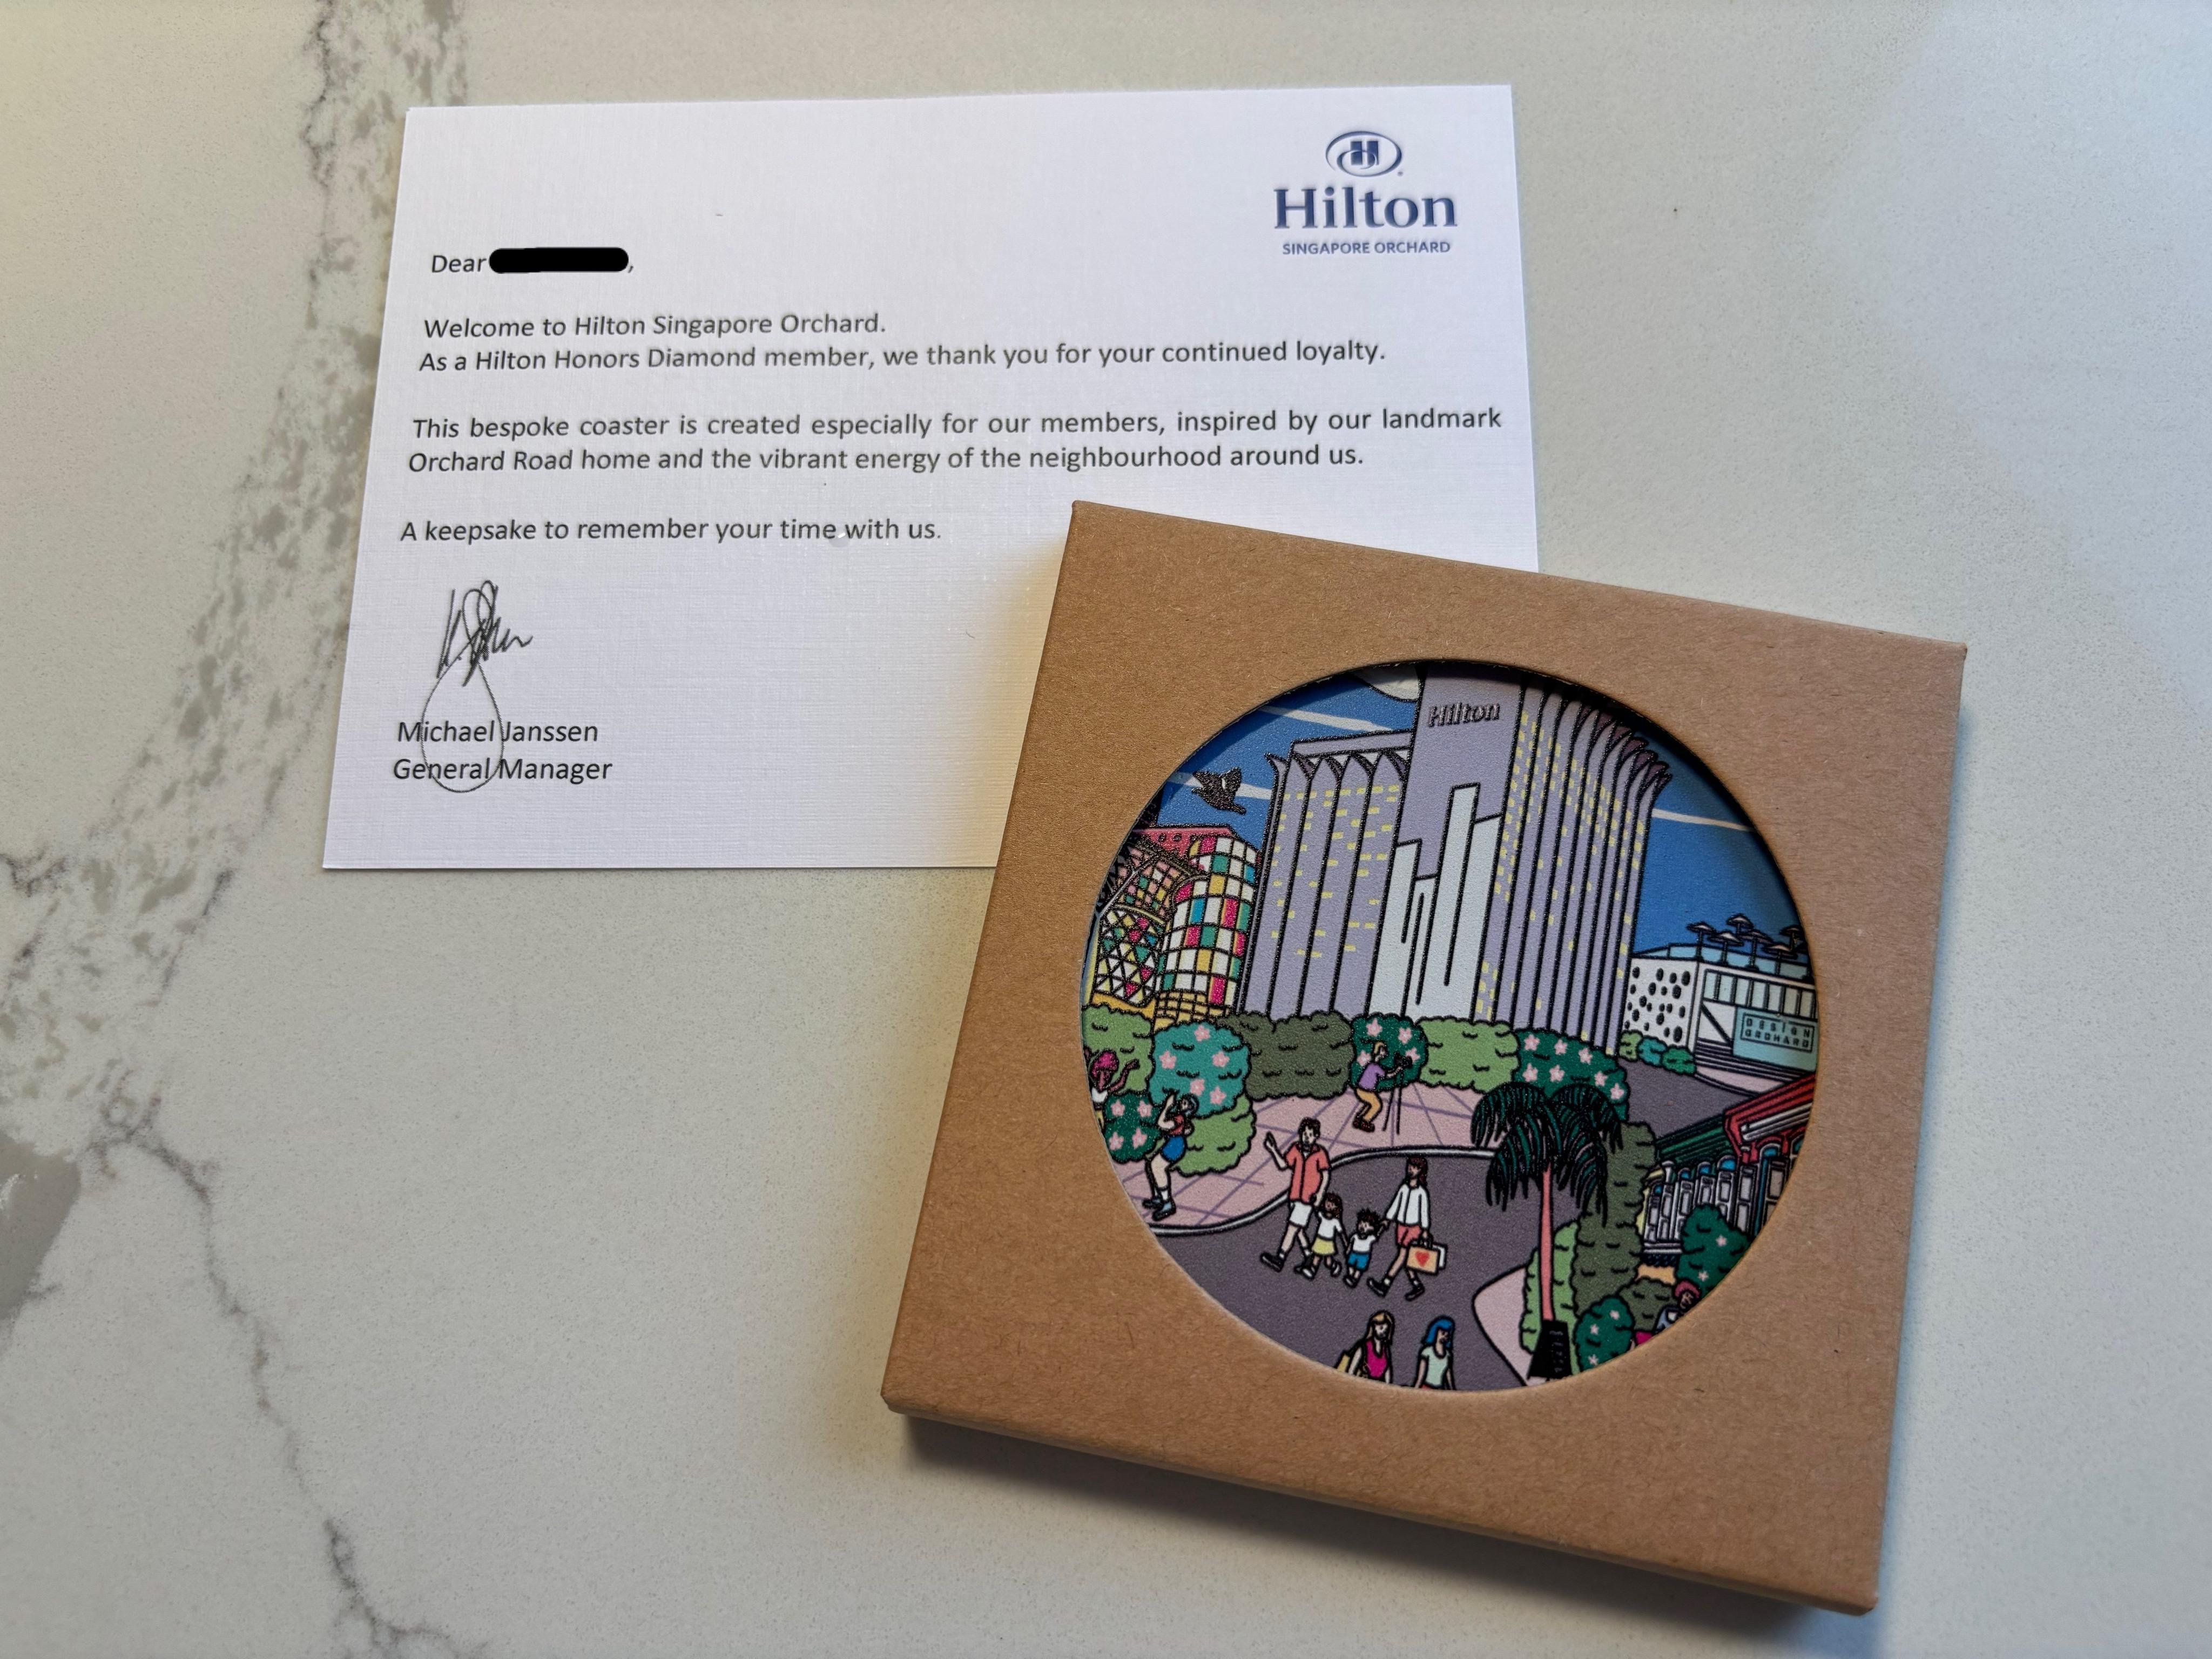 Hilton
SINGAPORE ORCHARD
Dear ,
Welcome to Hilton Singapore Orchard.
As a Hilton Honors Diamond member, we thank you for your continued loyalty.
This bespoke coaster is created especially for our members, inspired by our landmark
Orchard Road home and the vibrant energy of the neighbourhood around us.
A keepsake to remember your time with us.
Michael Janssen
General Manager
Hilton
DESIGN
ORCHARD